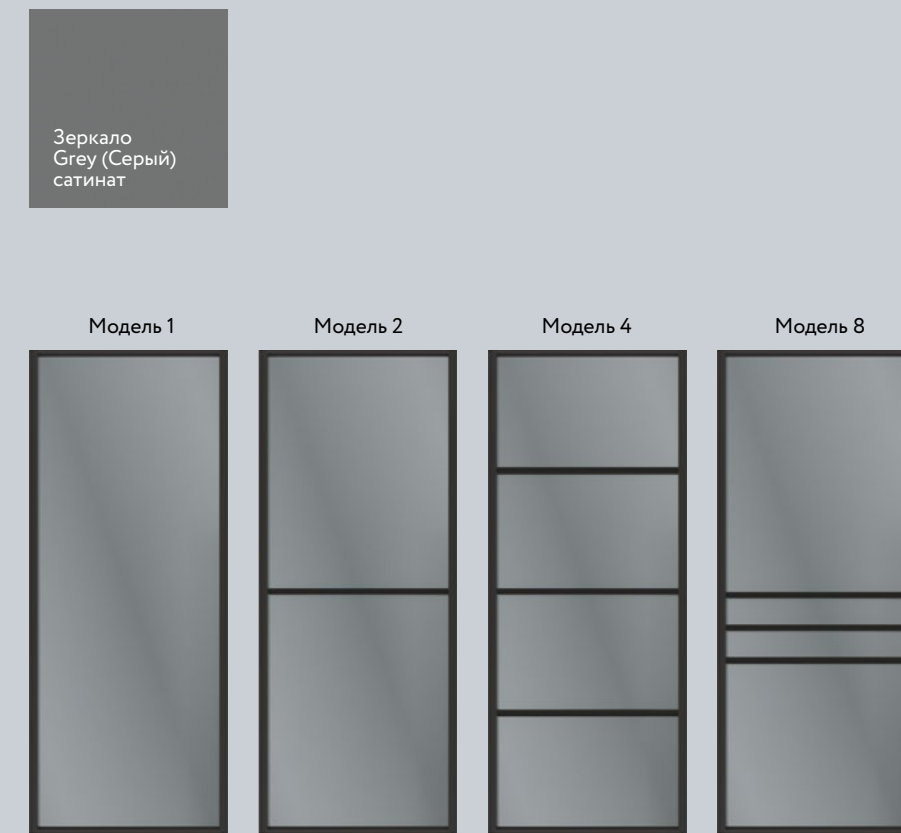 Зеркало
Grey (Серый)
сатинат
Модель 1
Модель 2
Модель 4
Модель 8